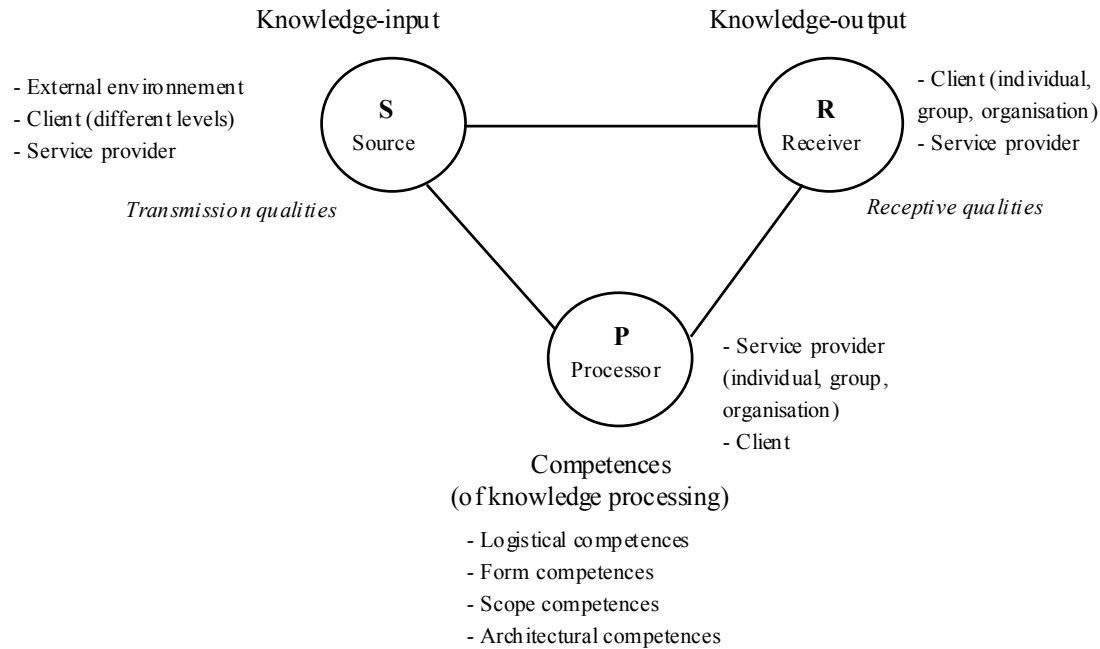 Knowledge-input
Knowledge-output
- External environnement
- Client (different levels)
- Service provider
S
Source
R
Receiver
- Client (individual,
group, organisation)
- Service provider
Transmission qualities
Receptive qualities
P
Processor
- Service provider
(individual, group,
organisation)
- Client
Competences
(of knowledge processing)
- Logistical competences
- Form competences
- Scope competences
- Architectural competences